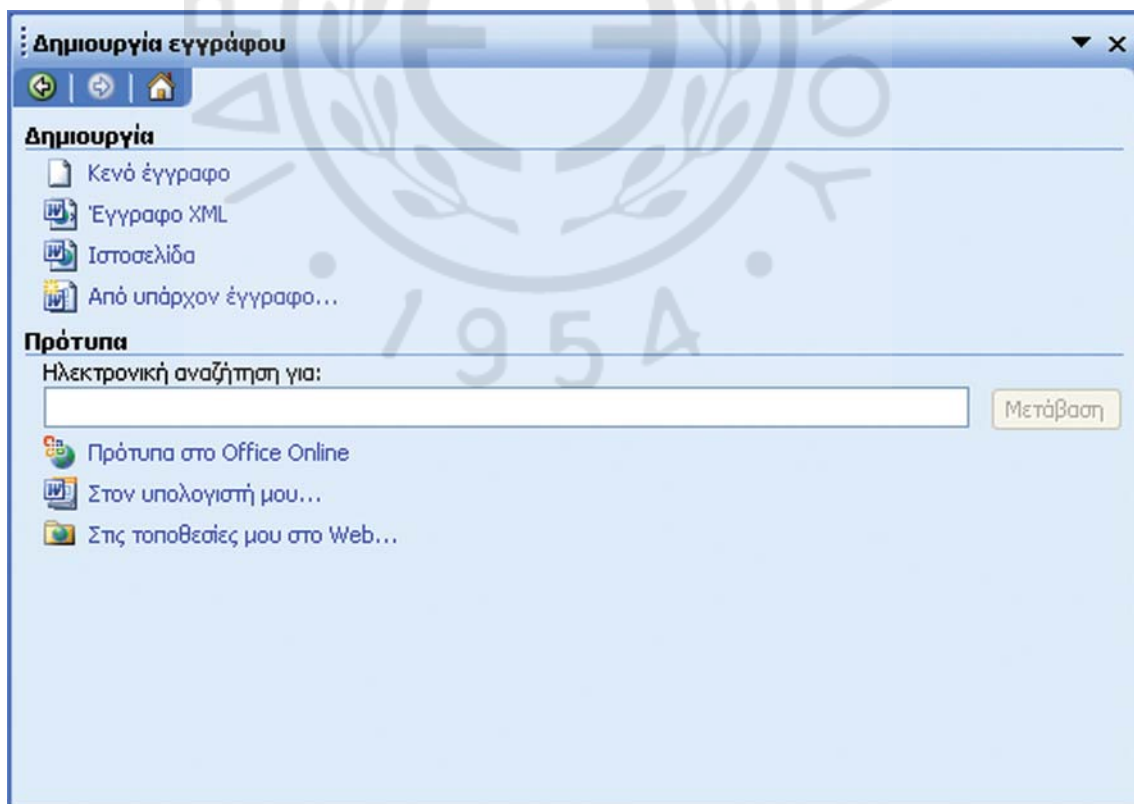 Δημιουργία εγγράφου
Δημιουργία
Κενό έγγραφο
Έγγραφο XML
Ιστοσελίδα
Από υπάρχον έγγραφο...
Πρότυπα
Ηλεκτρονική αναζήτηση για:
Μετάβαση
Πρότυπα στο Office Online
Στον υπολογιστή μου...
Στις τοποθεσίες μου στο Web...
1954